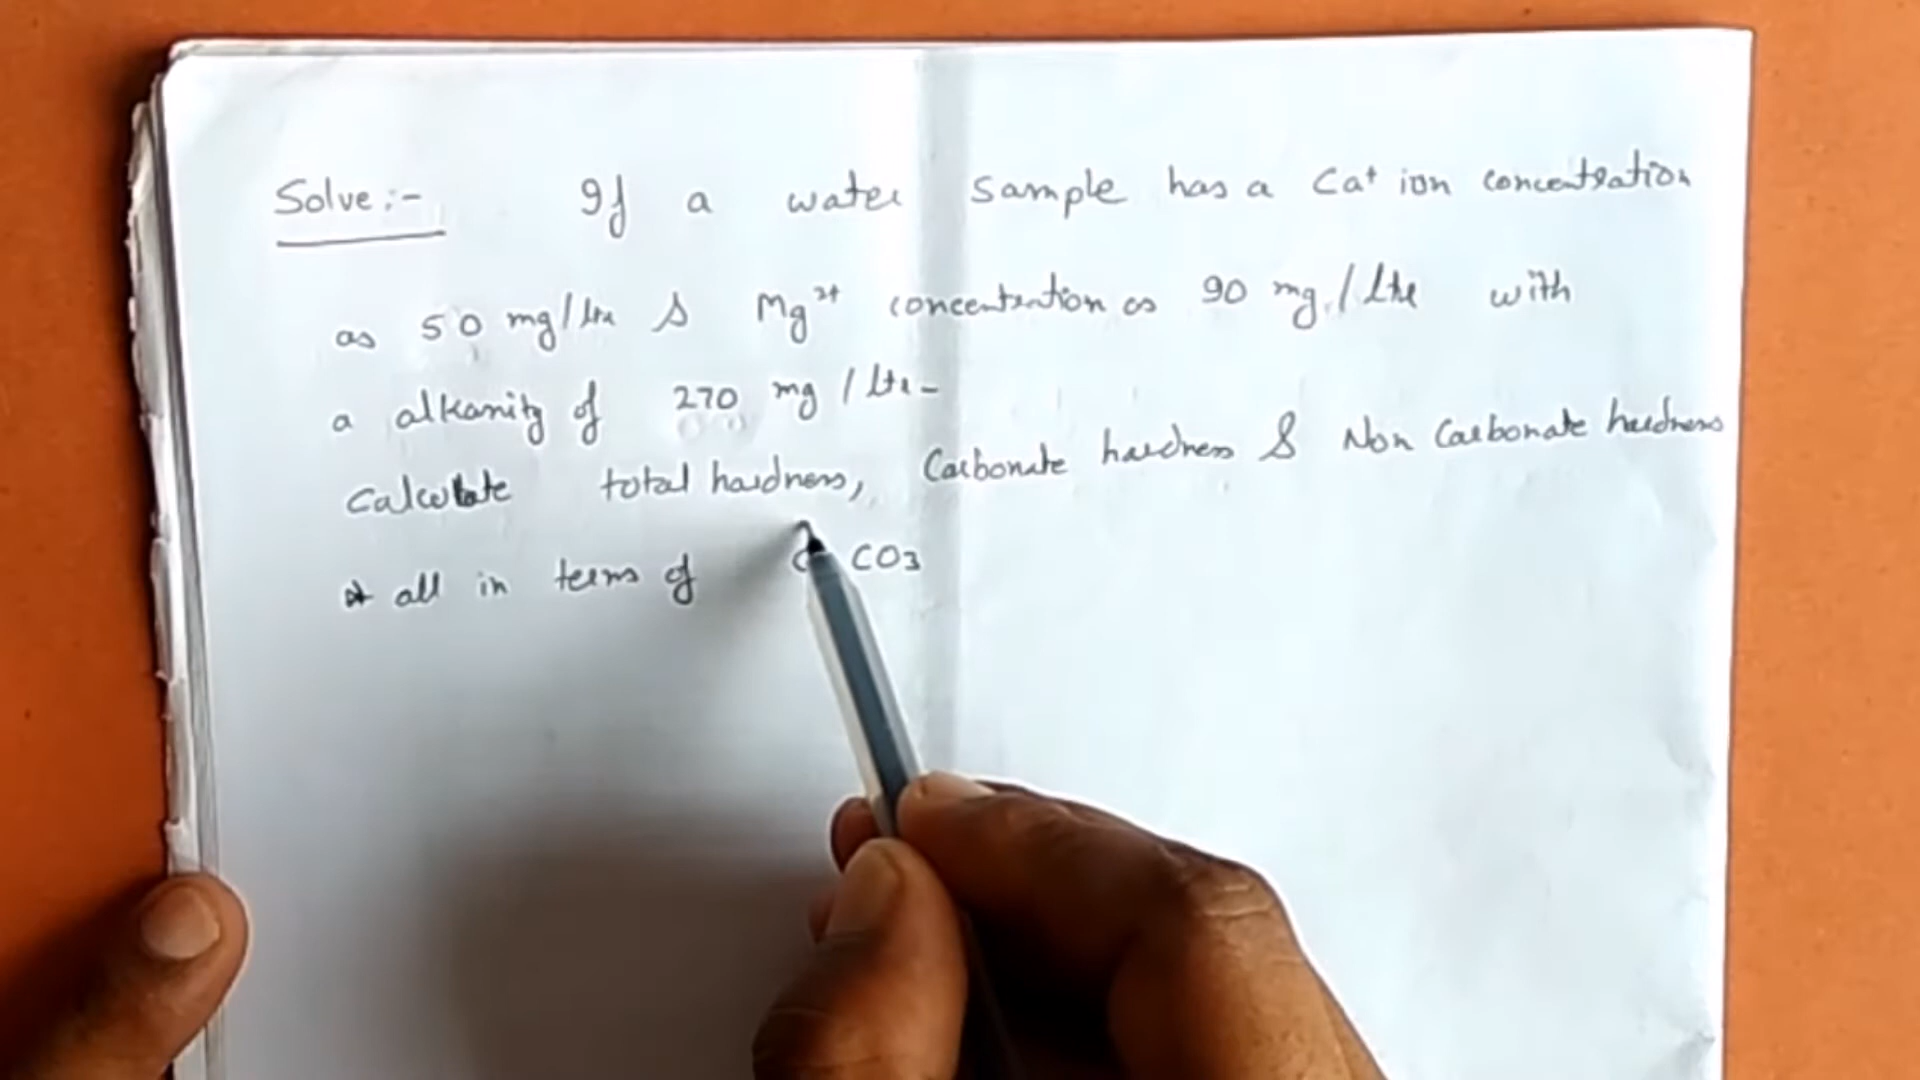 Solve:- If a water sample has a Ca+ ion concentration
as 50 mg/ltr & Mg2+ concentration as 90 mg/ltr with
a alkanity of 270 mg/ltr-
Calculate total hardness, Carbonate hardness & Non Carbonate hardness
all in terms of CO3